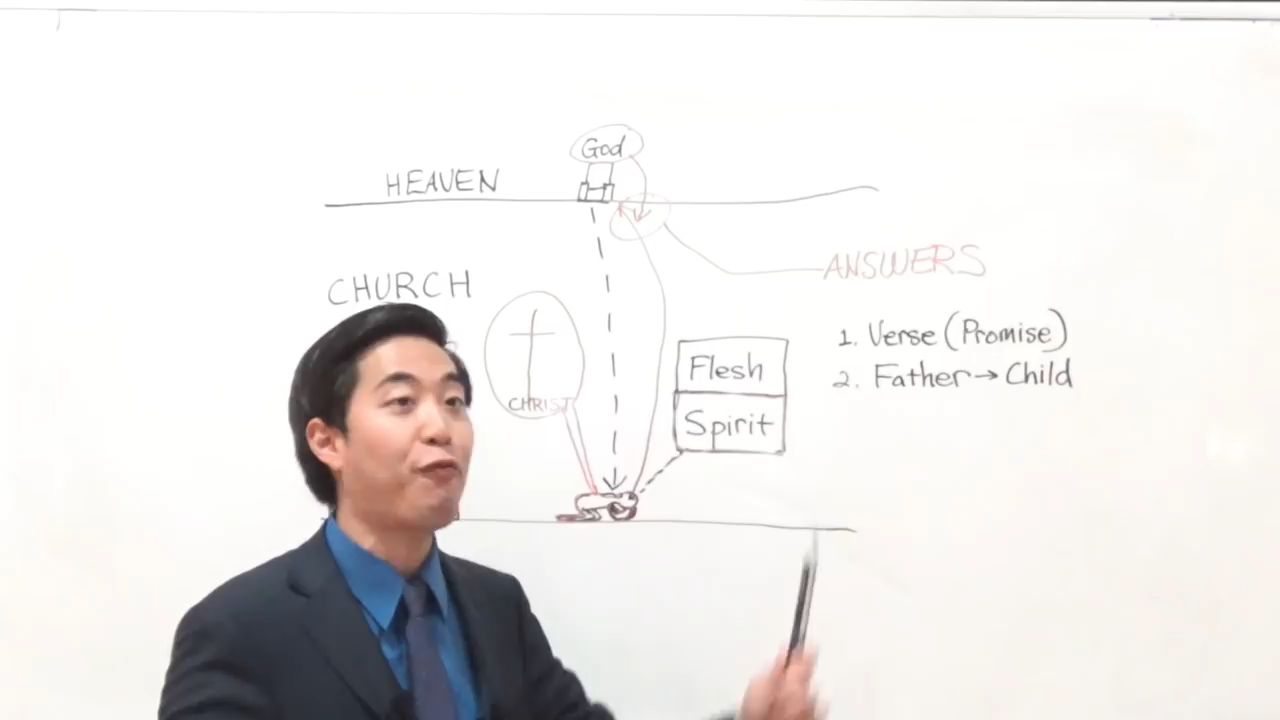 God
HEAVEN
ANSWERS
CHURCH
1. Verse (Promise)
2. Father → Child
Flesh
Spirit
CHRIST